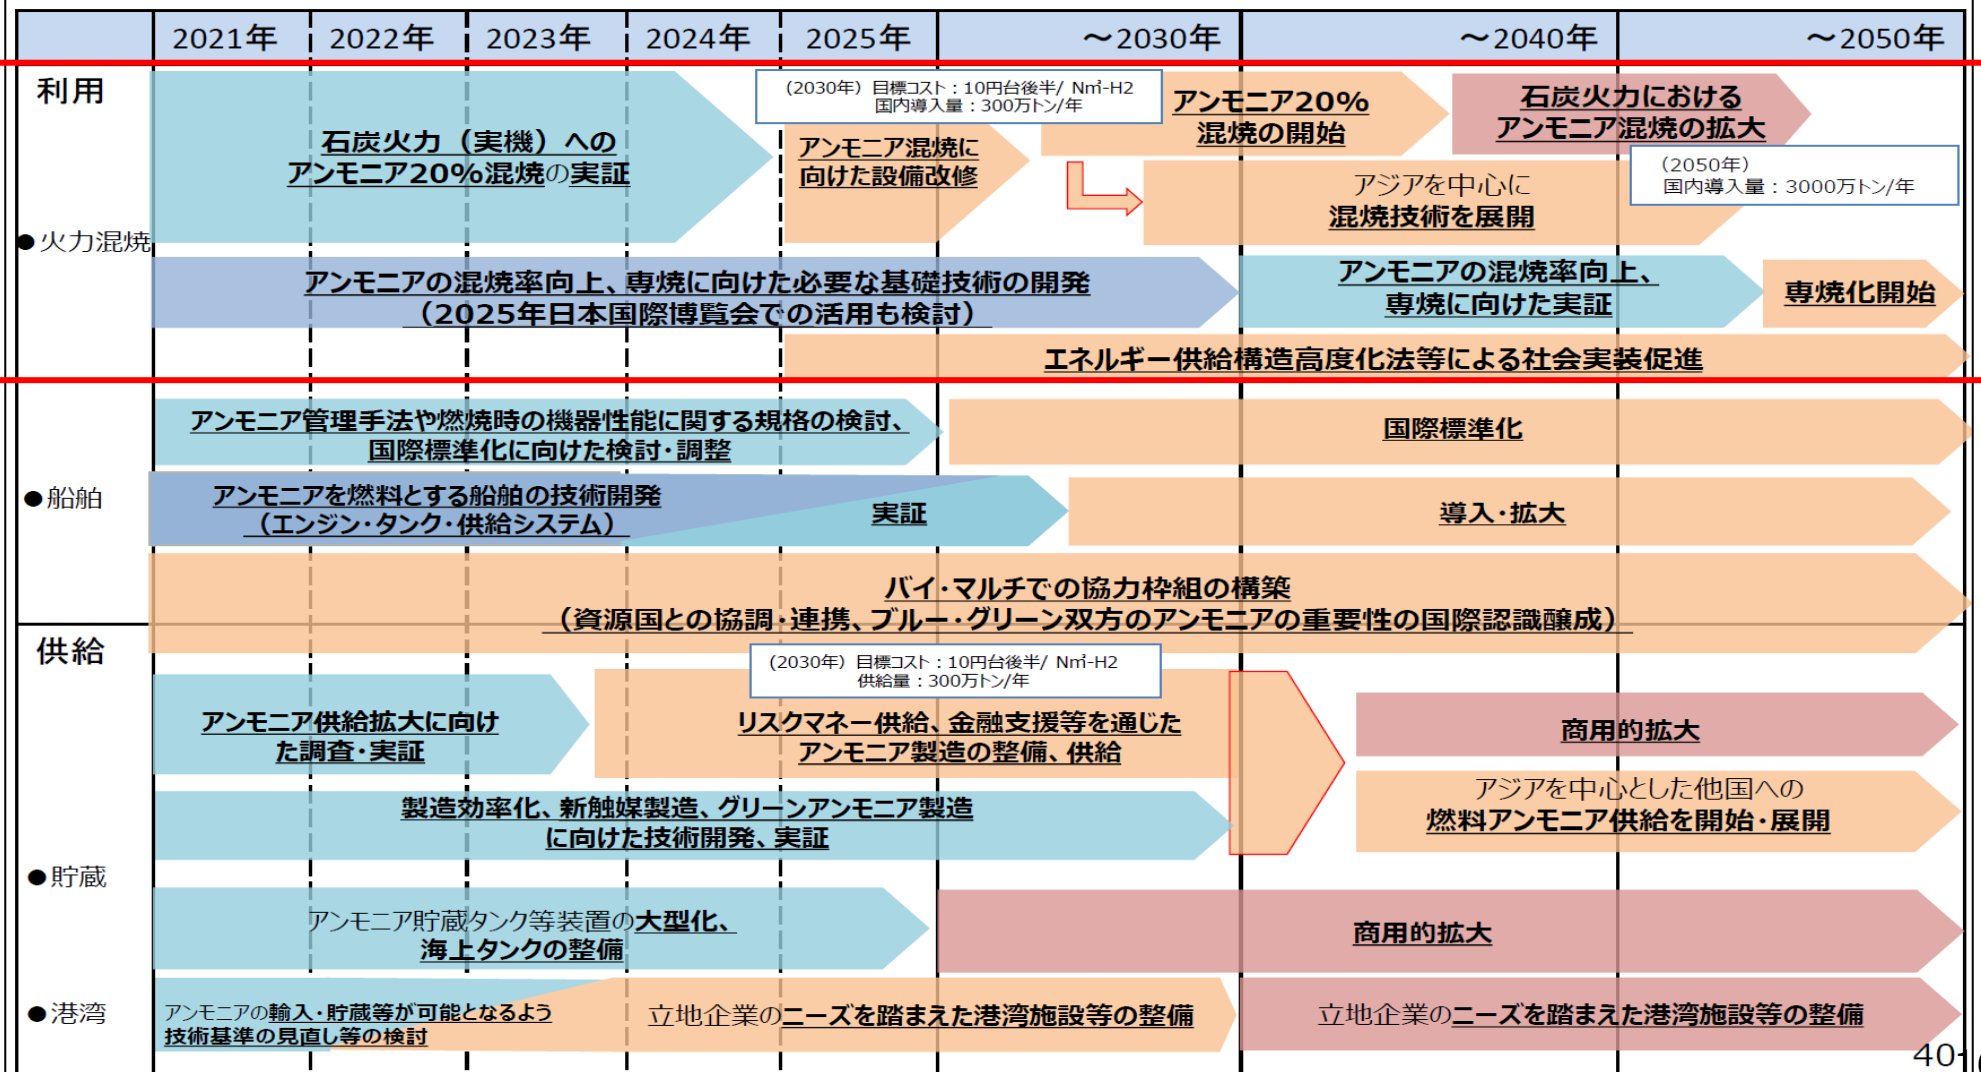 2021年 2022年 2023年 2024年 2025年 ～2030年 ～2040年 ～2050年
利用
●火力混焼
石炭火力（実機）への
アンモニア20％混焼の実証
(2030年) 目標コスト：10円台後半/ Nm³-H2
国内導入量：300万トン/年
アンモニア混焼に
向けた設備改修
アンモニア20％
混焼の開始
石炭火力における
アンモニア混焼の拡大
アジアを中心に
混焼技術を展開
（2050年）
国内導入量：3000万トン/年
アンモニアの混焼率向上、専焼に向けた必要な基礎技術の開発
（2025年日本国際博覧会での活用も検討）
アンモニアの混焼率向上、
専焼に向けた実証
専焼化開始
エネルギー供給構造高度化法等による社会実装促進
●船舶
アンモニア管理手法や燃焼時の機器性能に関する規格の検討、
国際標準化に向けた検討・調整
国際標準化
アンモニアを燃料とする船舶の技術開発
（エンジン・タンク・供給システム）
実証
導入・拡大
バイ・マルチでの協力枠組の構築
（資源国との協調・連携、ブルー・グリーン双方のアンモニアの重要性の国際認識醸成）
供給
アンモニア供給拡大に向け
た調査・実証
(2030年) 目標コスト：10円台後半/ Nm³-H2
供給量：300万トン/年
リスクマネー供給、金融支援等を通じた
アンモニア製造の整備、供給
商用的拡大
アジアを中心とした他国への
燃料アンモニア供給を開始・展開
製造効率化、新触媒製造、グリーンアンモニア製造
に向けた技術開発、実証
●貯蔵
アンモニア貯蔵タンク等装置の大型化、
海上タンクの整備
商用的拡大
●港湾
アンモニアの輸入・貯蔵等が可能となるよう
技術基準の見直し等の検討
立地企業のニーズを踏まえた港湾施設等の整備
立地企業のニーズを踏まえた港湾施設等の整備
40